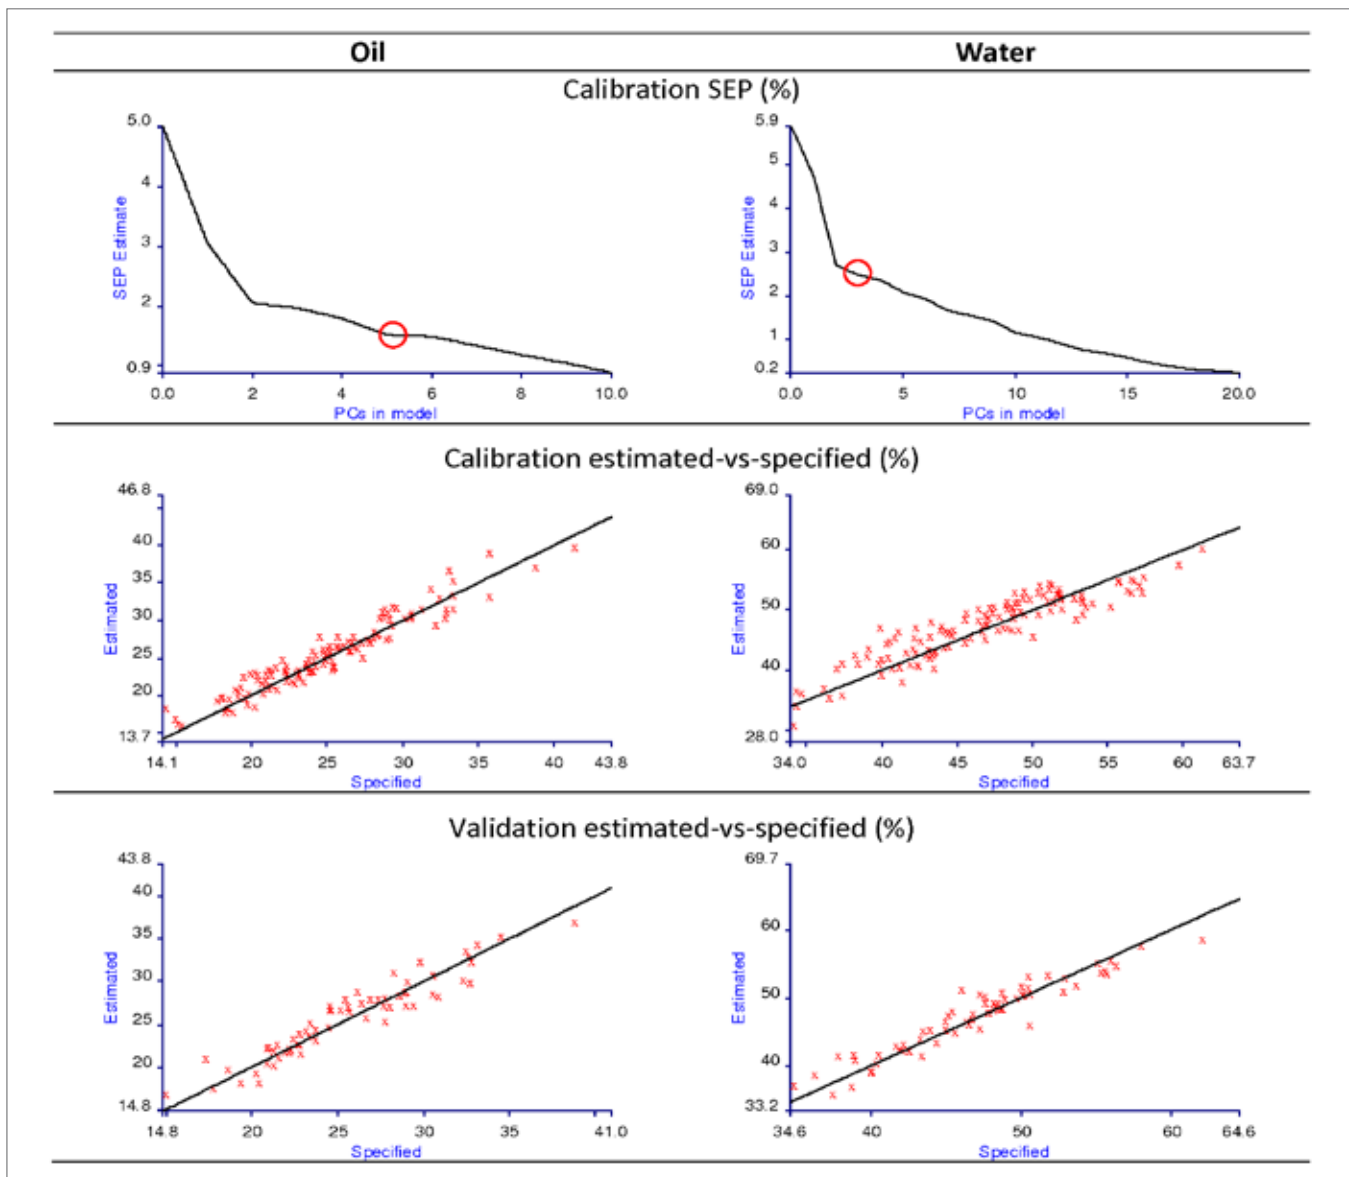 Oil Water
Calibration SEP (%)
5.0 5.9
5
4 4
3 3
2 2
1
0.9 0.2
SEP Estimate SEP Estimate
0.0 2 4 6 8 10.0 0.0 5 10 15 20.0
PCs in model PCs in model
Calibration estimated-vs-specified (%)
46.8 69.0
40 60
35
30 50
25
20 40
13.7 28.0
Estimated Estimated
14.1 20 25 30 35 40 43.8 34.0 40 45 50 55 60 63.7
Specified Specified
Validation estimated-vs-specified (%)
43.8 69.7
40 60
35
30 50
25
20 40
14.8 33.2
Estimated Estimated
14.8 20 25 30 35 41.0 34.6 40 50 60 64.6
Specified Specified